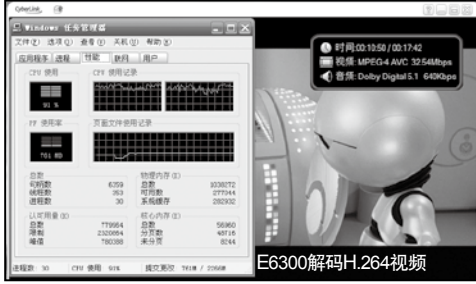 CyberLink
Windows 任务管理器
文件(F) 选项(O) 查看(V) 关机(U) 帮助(H)
应用程序 进程 性能 联网 用户
CPU 使用 CPU 使用记录
91 %
PF 使用率 页面文件使用记录
761 MB
总数 物理内存(K)
句柄数 6359 总数 1038272
线程数 353 可用数 277044
进程数 30 系统缓存 282932
认可用量(K) 核心内存(K)
总数 779964 总数 56960
限制 2320864 分页数 48716
峰值 780388 未分页 8244
进程数: 30 CPU 使用: 91% 提交更改: 761M / 2266M
时间:00:10:50 / 00:17:42
视频: MPEG-4 AVC 32.54Mbps
音频: Dolby Digital 5.1 640Kbps
E6300解码H.264视频